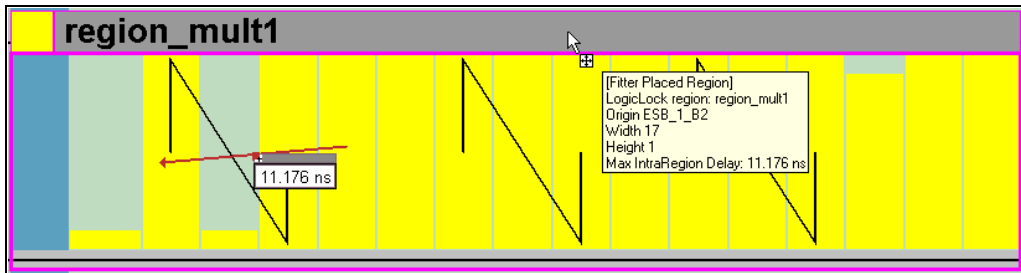 region_mult1
[Fitter Placed Region]
LogicLock region: region_mult1
Origin ESB_1_B2
Width 17
Height 1
Max IntraRegion Delay: 11.176 ns
11.176 ns